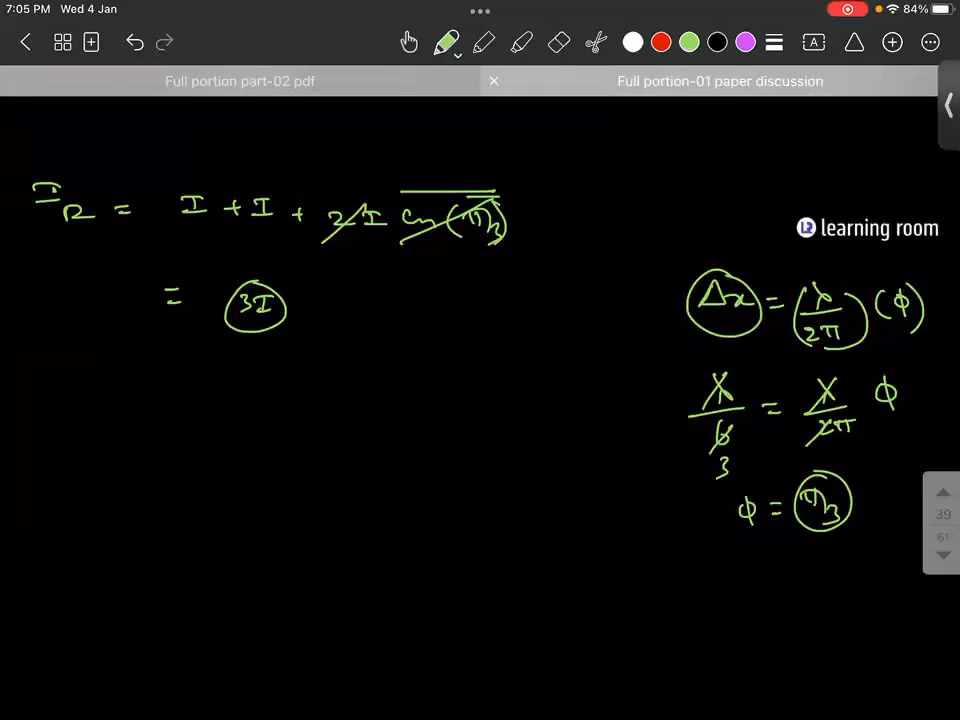 7:05 PM Wed 4 Jan
84%
A
Full portion part-02 pdf
Full portion-01 paper discussion
I_R = I + I + 2I cos(π/3)
= 3I
learning room
Δx = (λ/2π)(ϕ)
λ/6 = λ/2π ϕ
3
ϕ = π/3
39
61